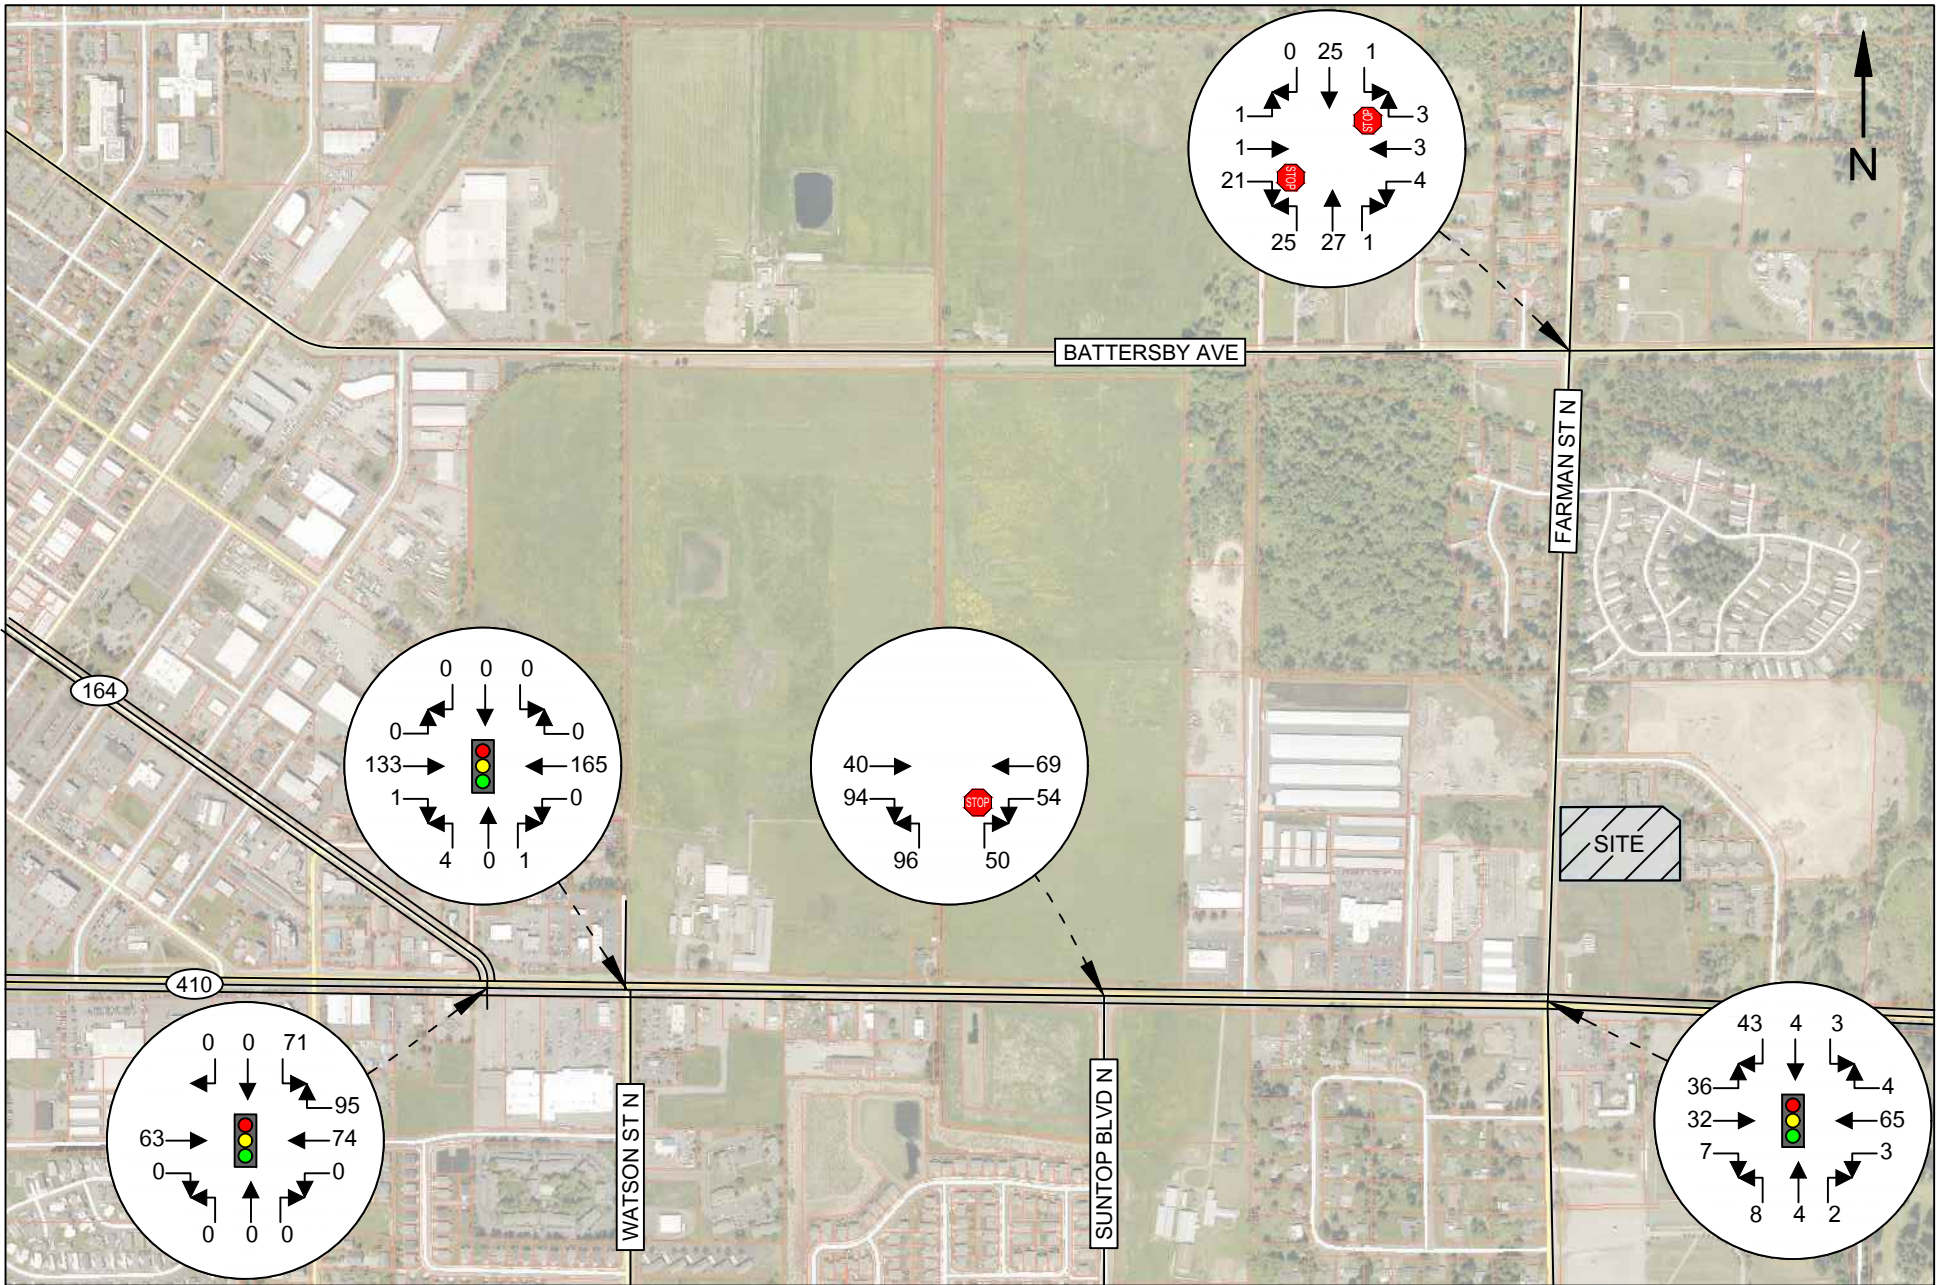 0 25 1
1 3
STOP
1 3
21 4
STOP
25 27 1
N
BATTERSBY AVE
FARMAN ST N
164
0 0 0
0 0
133 165
1 0
4 0 1
40 69
94 54
STOP
96 50
SITE
410
0 0 71
95
63 74
0 0
0 0 0
WATSON ST N
SUNTOP BLVD N
43 4 3
36 4
32 65
7 3
8 4 2